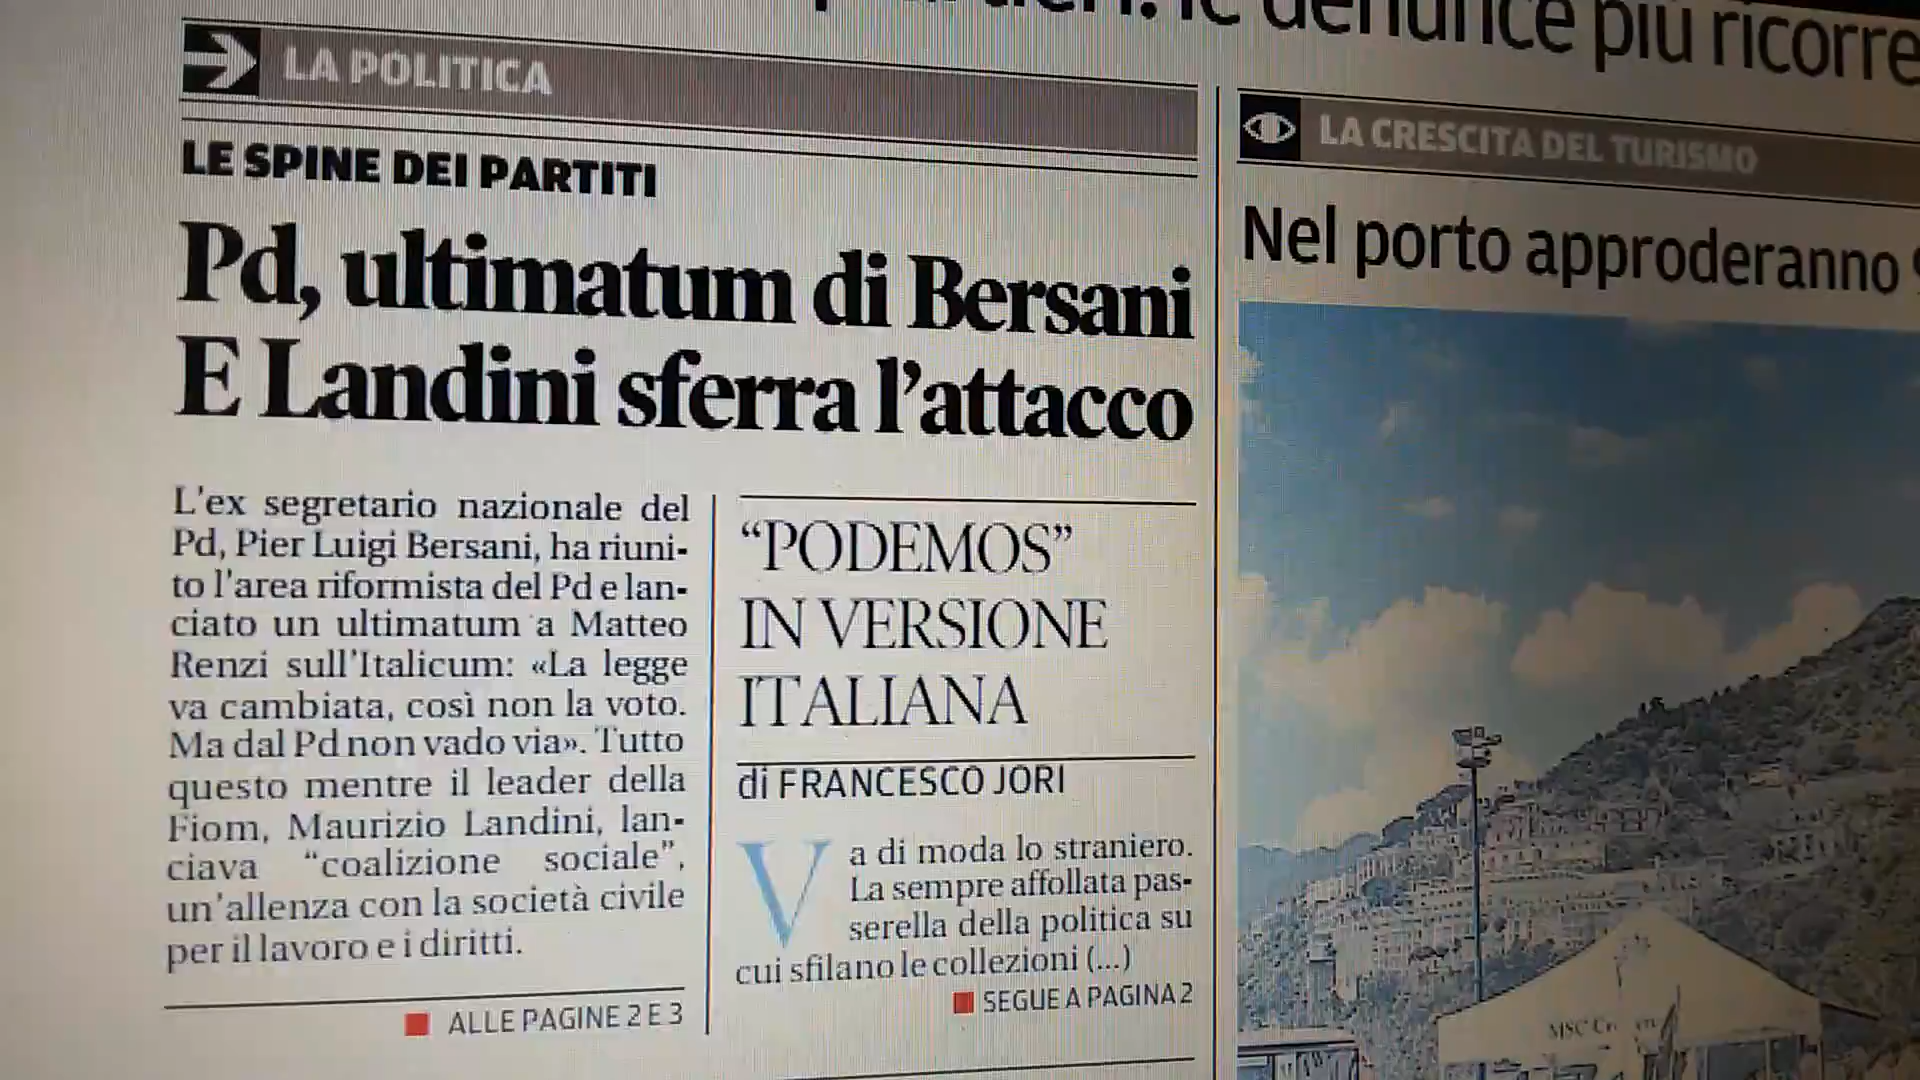 denunce più
LA POLITICA
LE SPINE DEI PARTITI
Pd, ultimatum di Bersani
E Landini sferra l'attacco
L'ex segretario nazionale del
Pd, Pier Luigi Bersani, ha riuni-
to l'area riformista del Pd e lan-
ciato un ultimatum a Matteo
Renzi sull'Italicum: «La legge
va cambiata, così non la voto.
Ma dal Pd non vado via». Tutto
questo mentre il leader della
Fiom, Maurizio Landini, lan-
ciava “coalizione sociale”,
un'allenza con la società civile
per il lavoro e i diritti.
ALLE PAGINE 2 E 3
“PODEMOS”
IN VERSIONE
ITALIANA
di FRANCESCO JORI
Va di moda lo straniero.
La sempre affollata pas-
serella della politica su
cui sfilano le collezioni (...)
SEGUE A PAGINA 2
LA CRESCITA DEL TURISMO
Nel porto approderanno
MSC